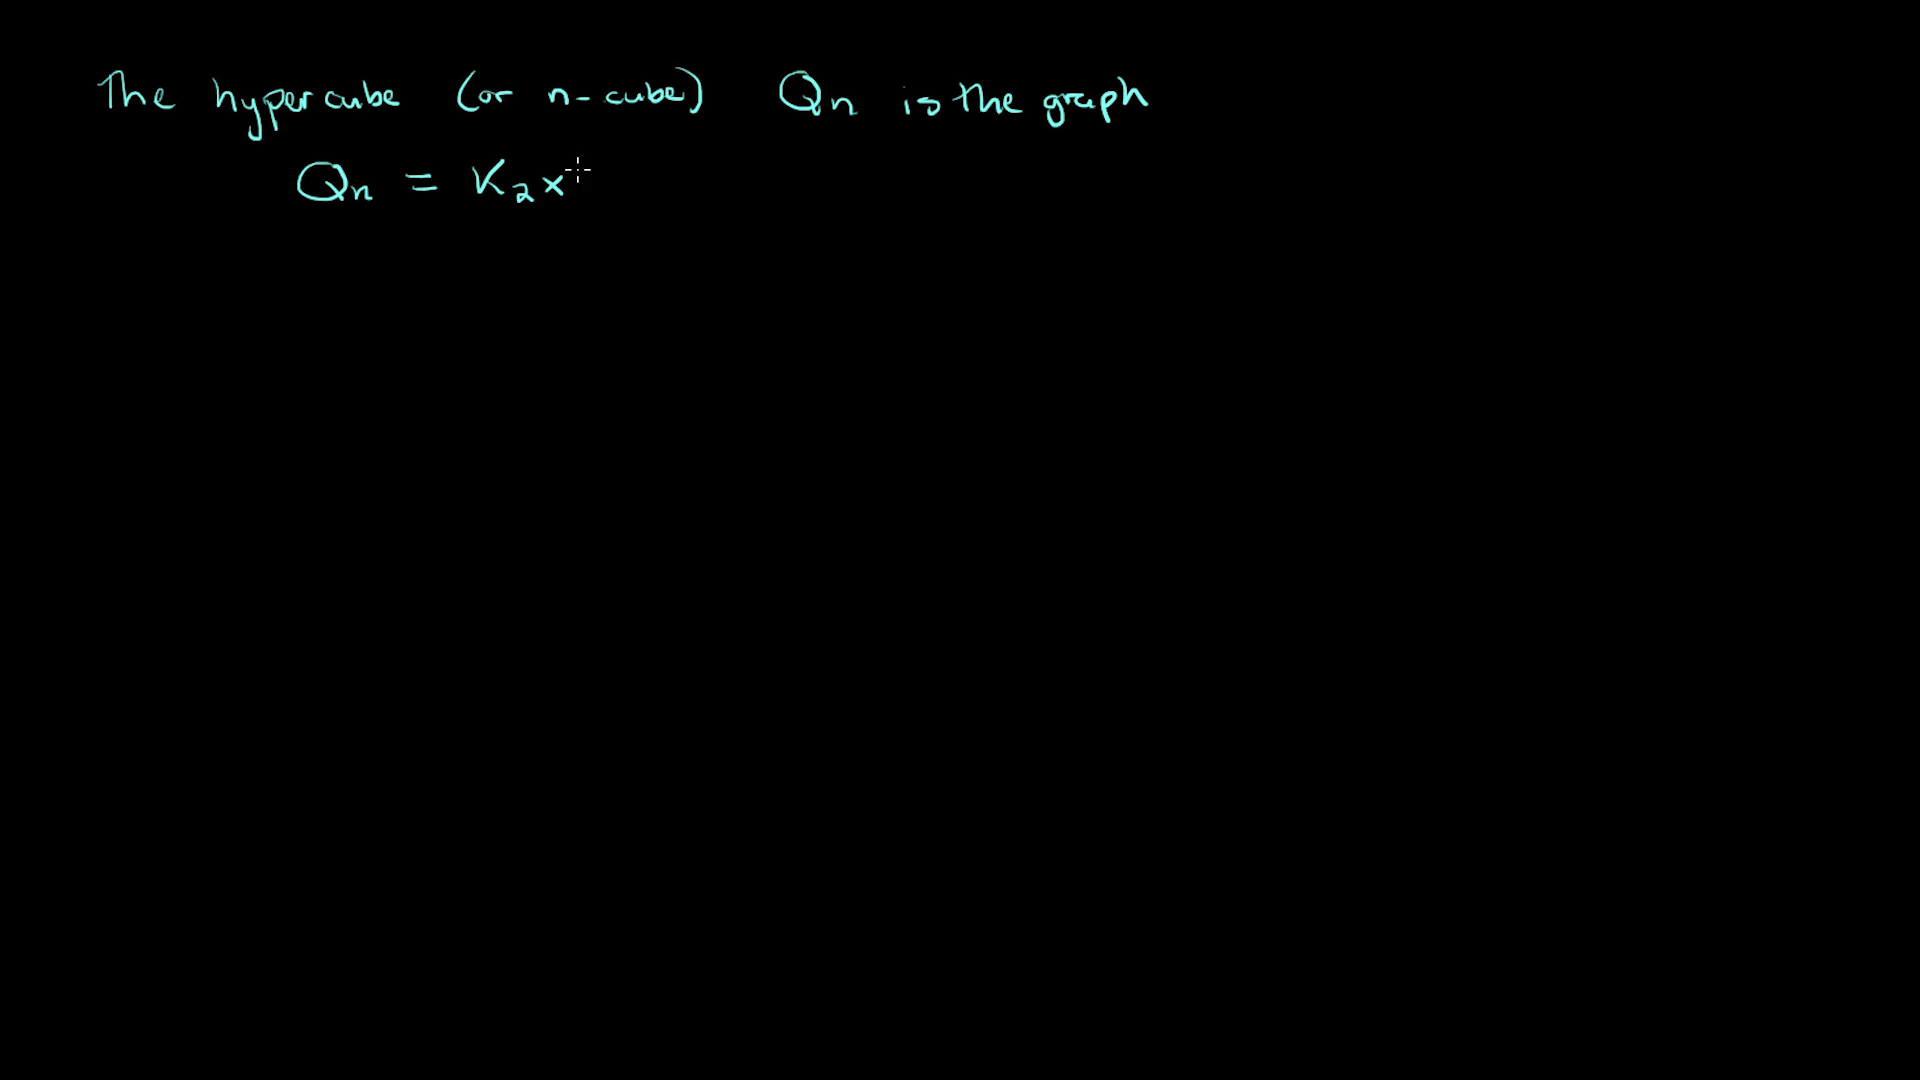 The hypercube (or n-cube) Qn is the graph
Qn = K₂ ×